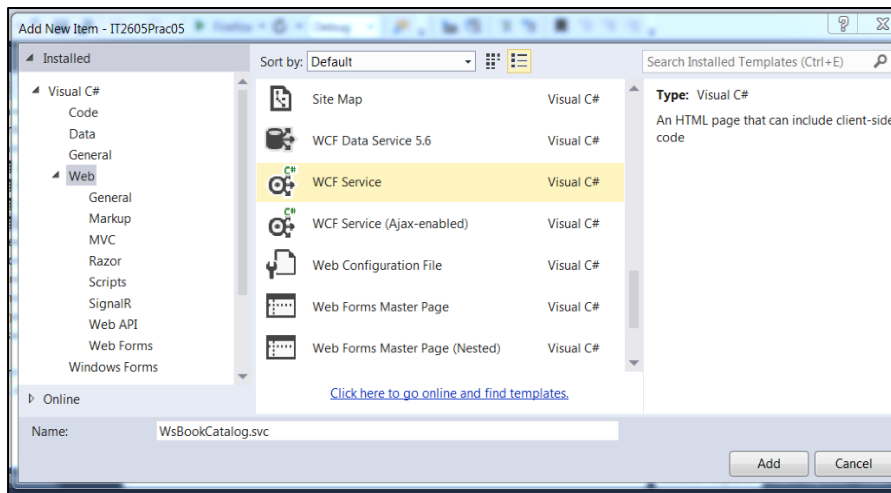 Add New Item - IT2605Prac05
Installed
Sort by: Default
Search Installed Templates (Ctrl+E)
Visual C#
Code
Data
General
Web
General
Markup
MVC
Razor
Scripts
SignalR
Web API
Web Forms
Windows Forms
Online
Site Map Visual C#
WCF Data Service 5.6 Visual C#
C# WCF Service Visual C#
C# WCF Service (Ajax-enabled) Visual C#
Web Configuration File Visual C#
Web Forms Master Page Visual C#
Web Forms Master Page (Nested) Visual C#
Click here to go online and find templates.
Type: Visual C#
An HTML page that can include client-side
code
Name: WsBookCatalog.svc
Add Cancel